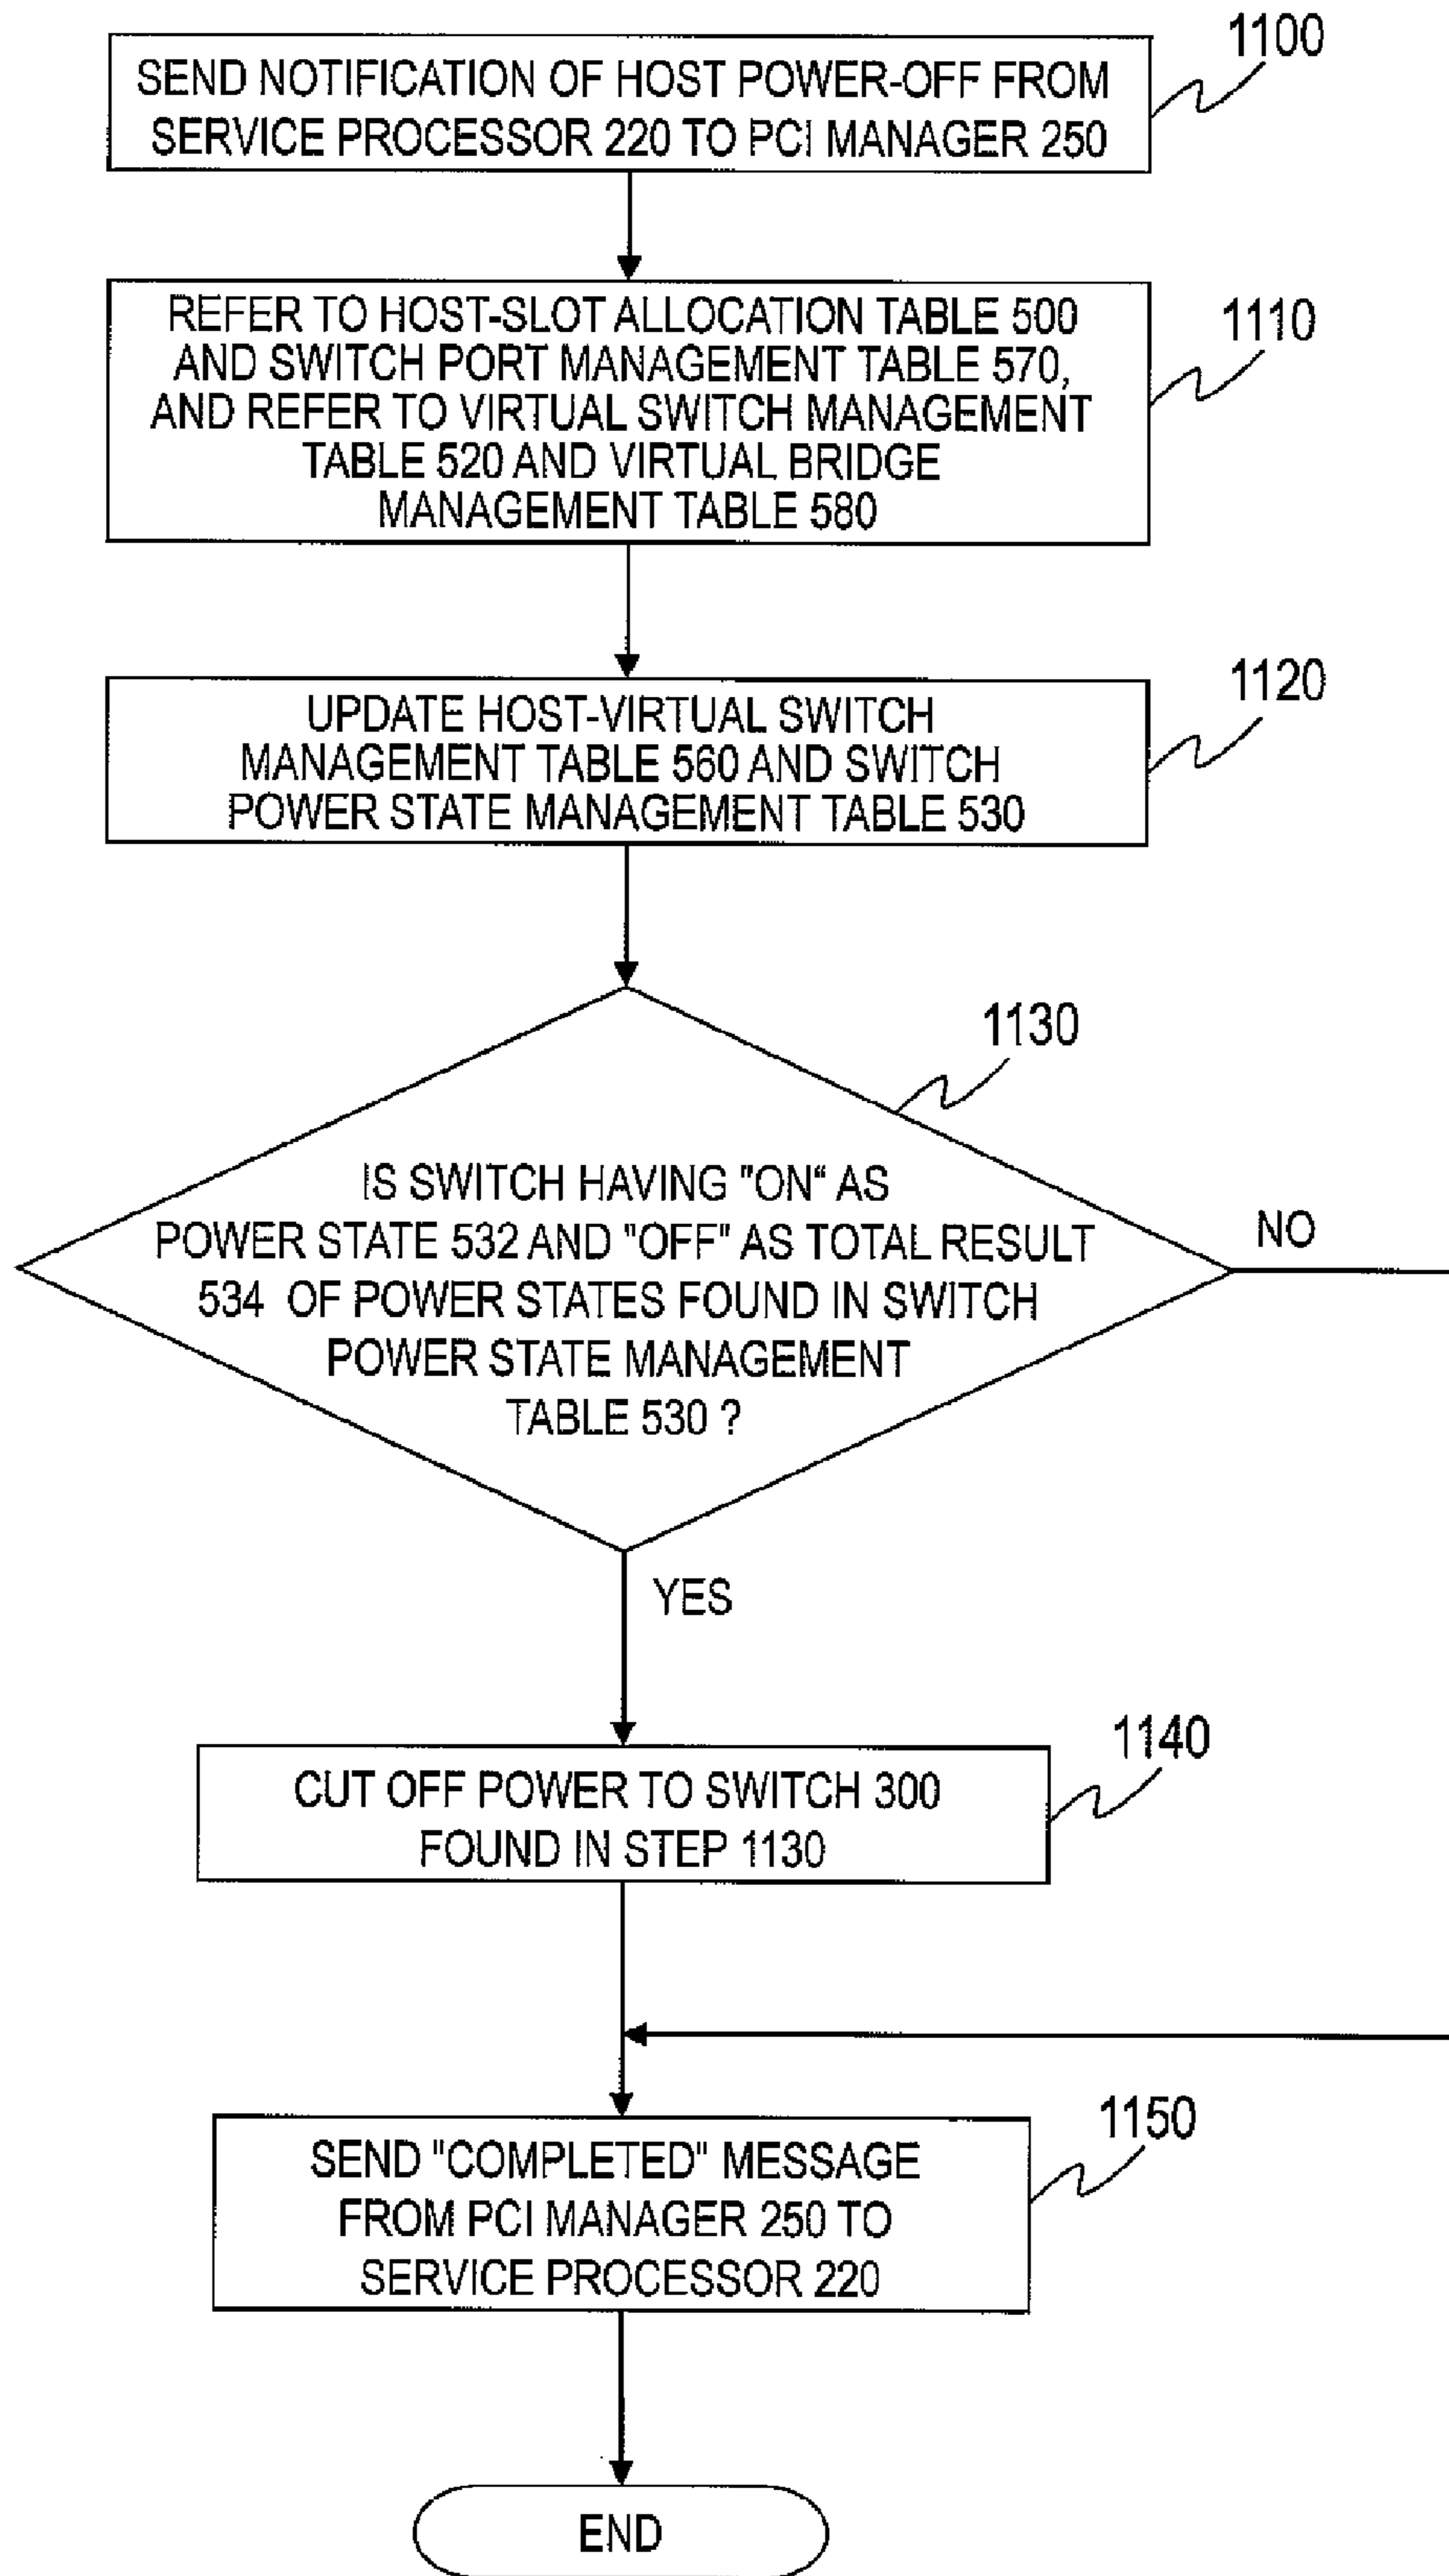 1100
SEND NOTIFICATION OF HOST POWER-OFF FROM
SERVICE PROCESSOR 220 TO PCI MANAGER 250
1110
REFER TO HOST-SLOT ALLOCATION TABLE 500
AND SWITCH PORT MANAGEMENT TABLE 570,
AND REFER TO VIRTUAL SWITCH MANAGEMENT
TABLE 520 AND VIRTUAL BRIDGE
MANAGEMENT TABLE 580
1120
UPDATE HOST-VIRTUAL SWITCH
MANAGEMENT TABLE 560 AND SWITCH
POWER STATE MANAGEMENT TABLE 530
1130
IS SWITCH HAVING "ON“ AS
POWER STATE 532 AND "OFF" AS TOTAL RESULT
534 OF POWER STATES FOUND IN SWITCH
POWER STATE MANAGEMENT
TABLE 530 ?
NO
YES
1140
CUT OFF POWER TO SWITCH 300
FOUND IN STEP 1130
1150
SEND "COMPLETED" MESSAGE
FROM PCI MANAGER 250 TO
SERVICE PROCESSOR 220
END